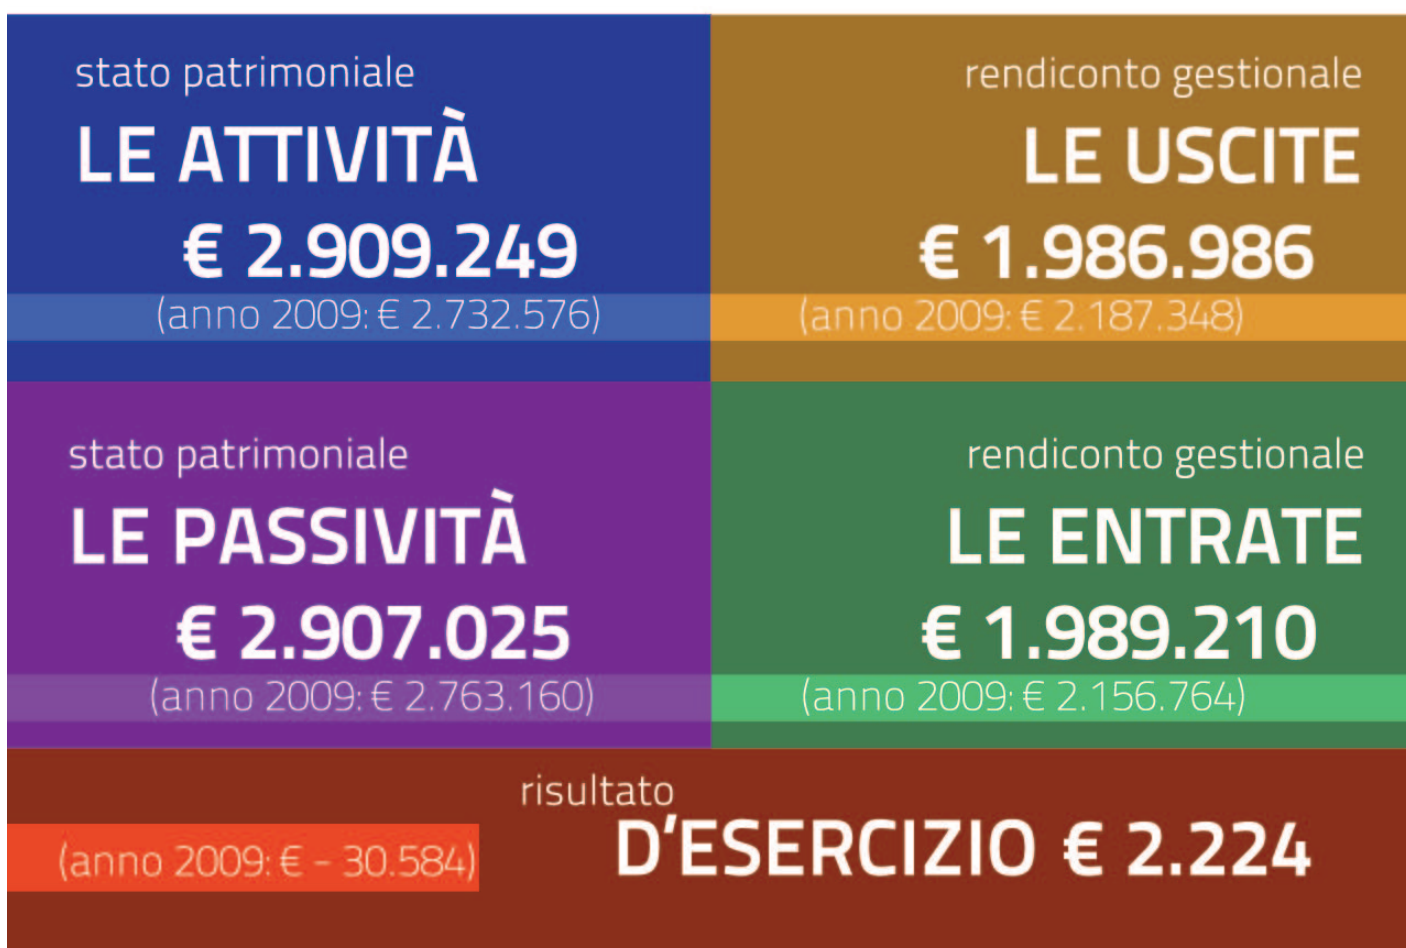 stato patrimoniale
LE ATTIVITÀ
€ 2.909.249
(anno 2009: € 2.732.576)
rendiconto gestionale
LE USCITE
€ 1.986.986
(anno 2009: € 2.187.348)
stato patrimoniale
LE PASSIVITÀ
€ 2.907.025
(anno 2009: € 2.763.160)
rendiconto gestionale
LE ENTRATE
€ 1.989.210
(anno 2009: € 2.156.764)
risultato
D'ESERCIZIO € 2.224
(anno 2009: € - 30.584)